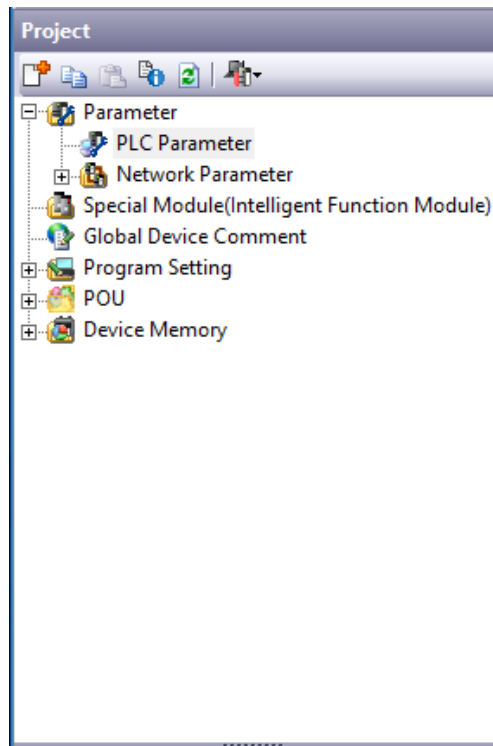 Project
Parameter
PLC Parameter
Network Parameter
Special Module(Intelligent Function Module)
Global Device Comment
Program Setting
POU
Device Memory